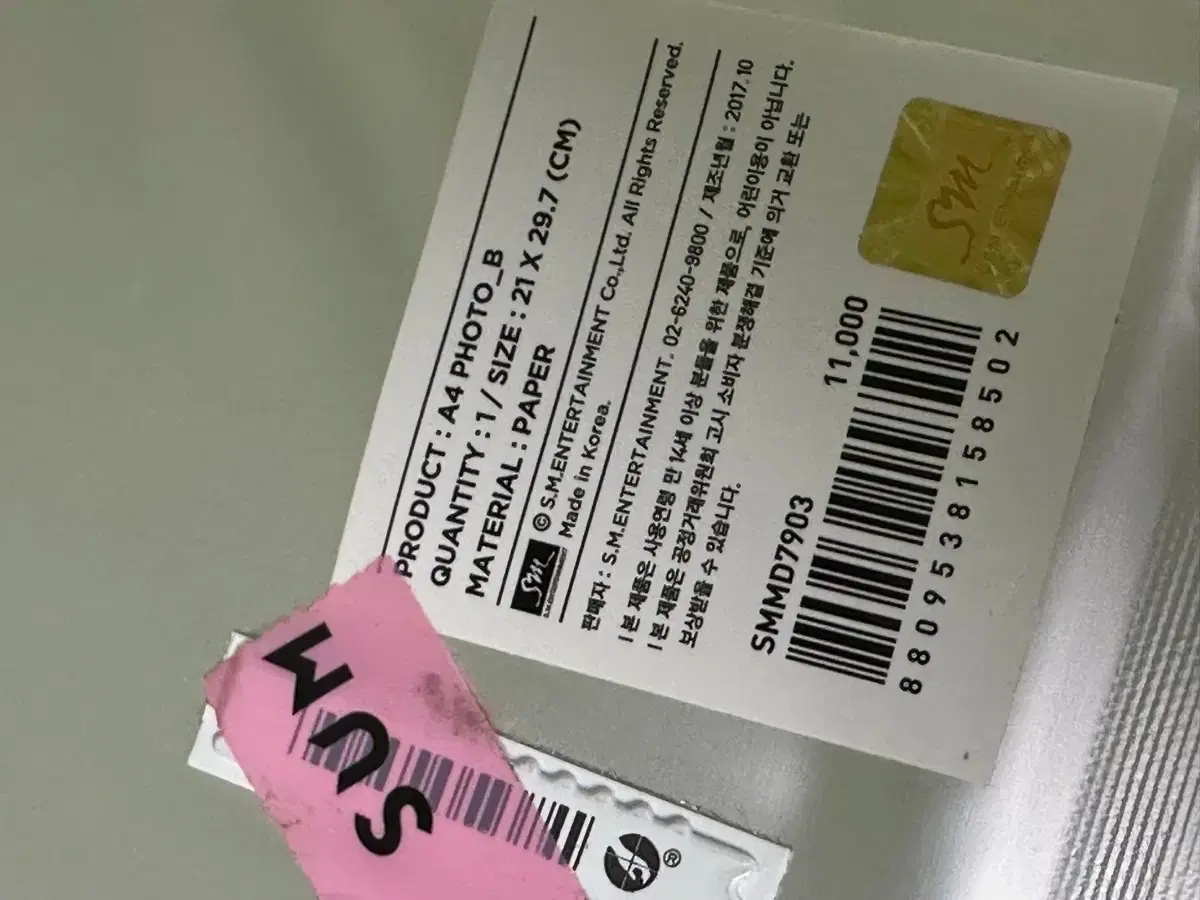 PRODUCT : A4 PHOTO_B
QUANTITY : 1 / SIZE : 21 X 29.7 (CM)
MATERIAL : PAPER
SM
© S.M.ENTERTAINMENT Co.,Ltd. All Rights Reserved.
Made in Korea.
판매자 : S.M.ENTERTAINMENT. 02-6240-9800 / 제조년월 : 2017.10
l 본 제품은 사용연령 만 14세 이상 분들을 위한 제품으로, 어린이용이 아닙니다.
l 본 제품은 공정거래위원회 고시 소비자 분쟁해결 기준에 의거 교환 또는
보상받을 수 있습니다.
SMMD7903 11,000
8809538158502
SM
SUM
®